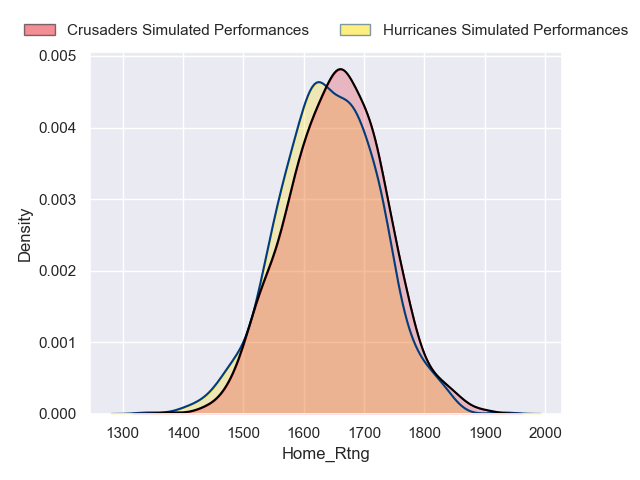 Crusaders Simulated Performances Hurricanes Simulated Performances
0.005
0.004
0.003
0.002
0.001
0.000
Density
1300 1400 1500 1600 1700 1800 1900 2000
Home_Rtng